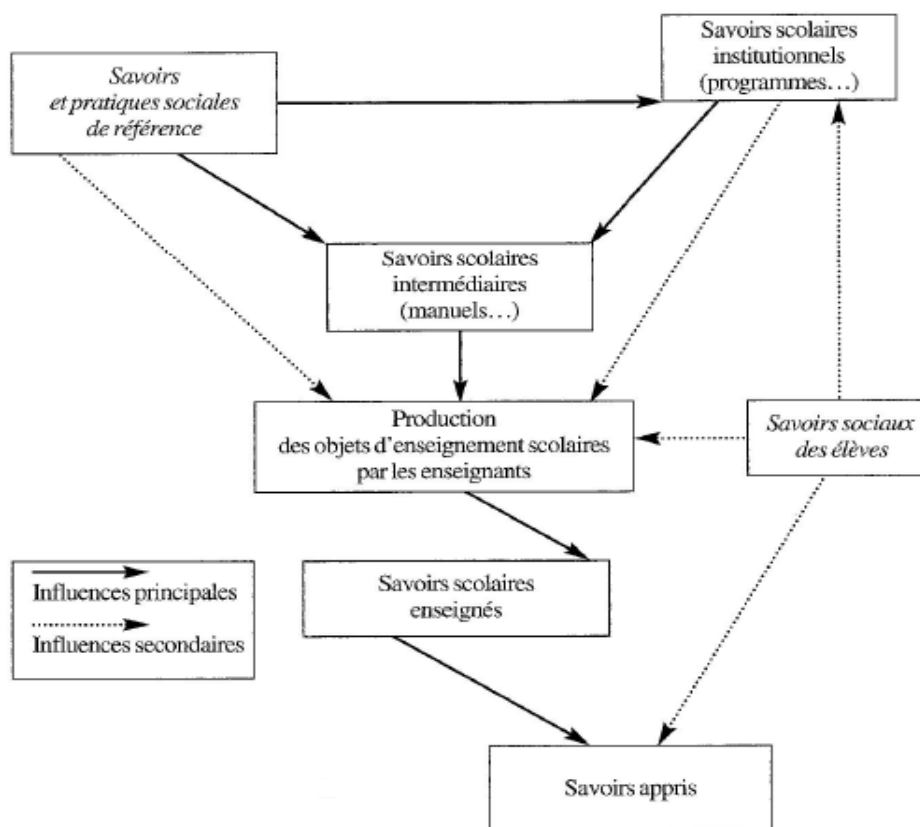 Savoirs scolaires
institutionnels
(programmes…)
Savoirs
et pratiques sociales
de référence
Savoirs scolaires
intermédiaires
(manuels…)
Production
des objets d'enseignement scolaires
par les enseignants
Savoirs sociaux
des élèves
Influences principales
Influences secondaires
Savoirs scolaires
enseignés
Savoirs appris